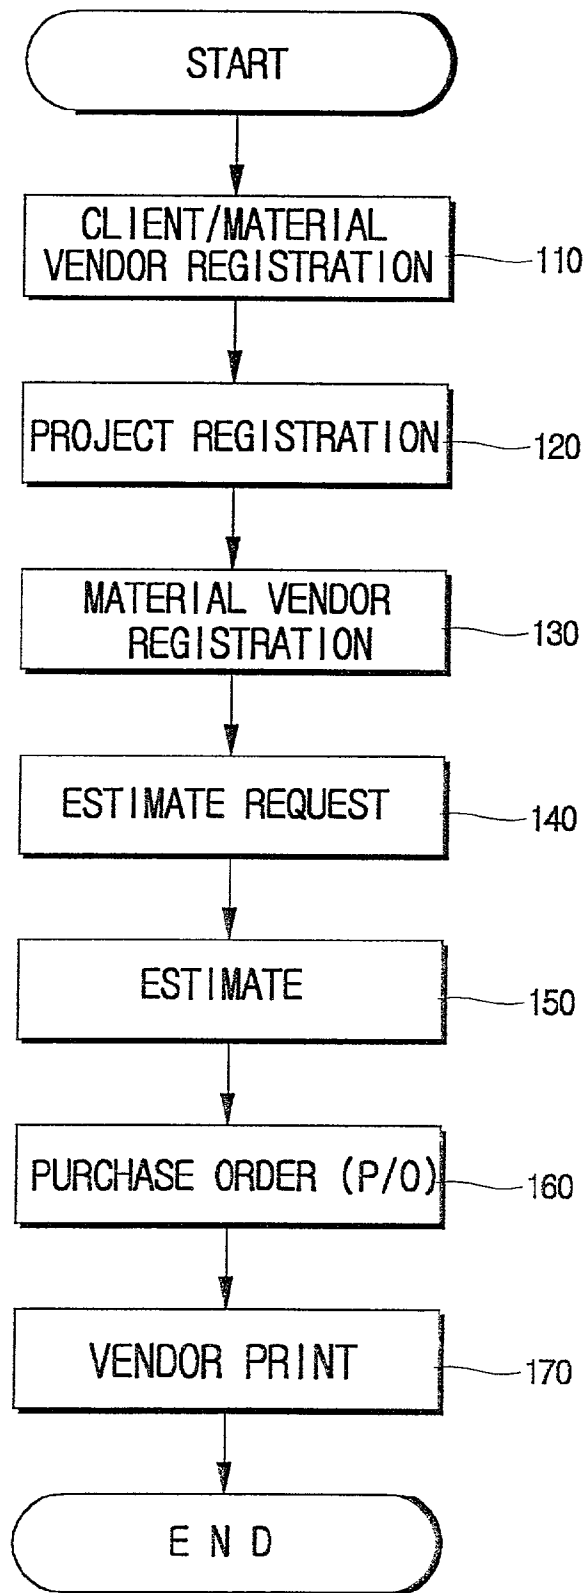 START
CLIENT/MATERIAL
VENDOR REGISTRATION
110
PROJECT REGISTRATION
120
MATERIAL VENDOR
REGISTRATION
130
ESTIMATE REQUEST
140
ESTIMATE
150
PURCHASE ORDER (P/O)
160
VENDOR PRINT
170
E N D